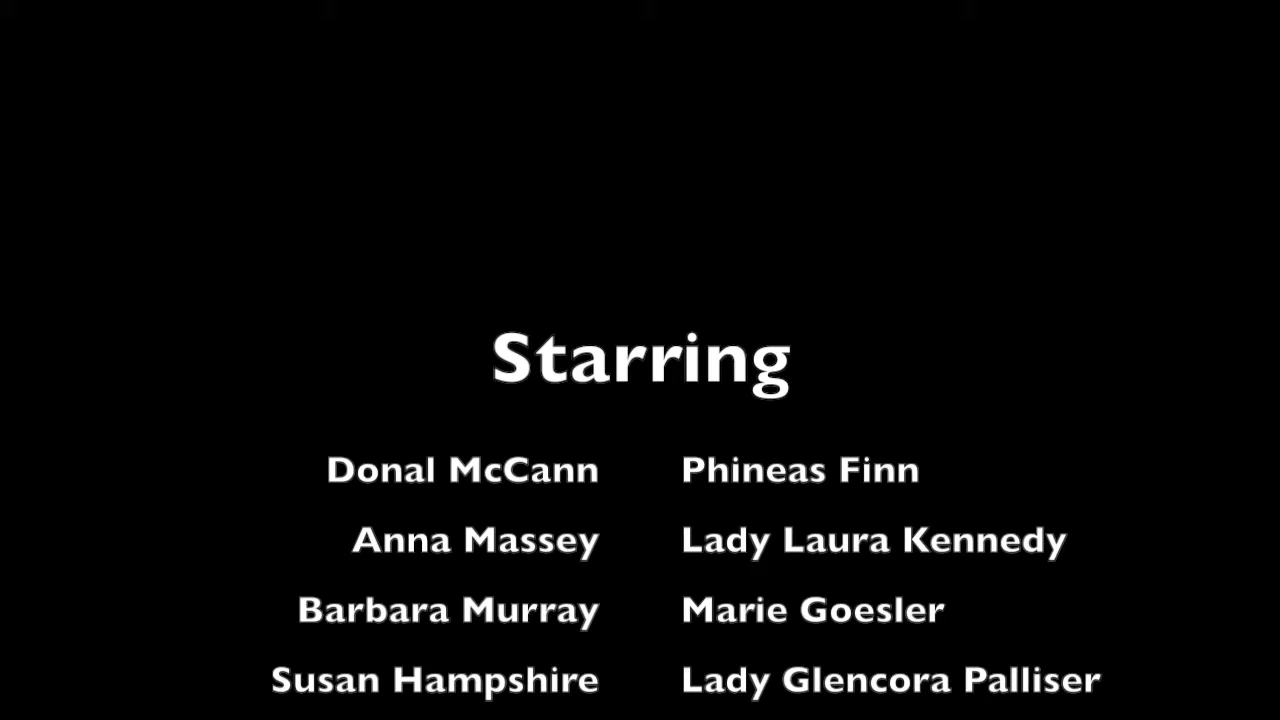 Starring
Donal McCann Phineas Finn
Anna Massey Lady Laura Kennedy
Barbara Murray Marie Goesler
Susan Hampshire Lady Glencora Palliser